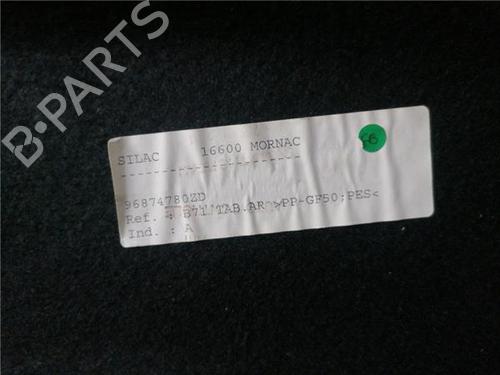 B-PARTS
SILAC 16600 MORNAC
--------------------
96874780ZD
Ref. : B71/TAB.AR >PP-GF50;PES<
Ind. : A